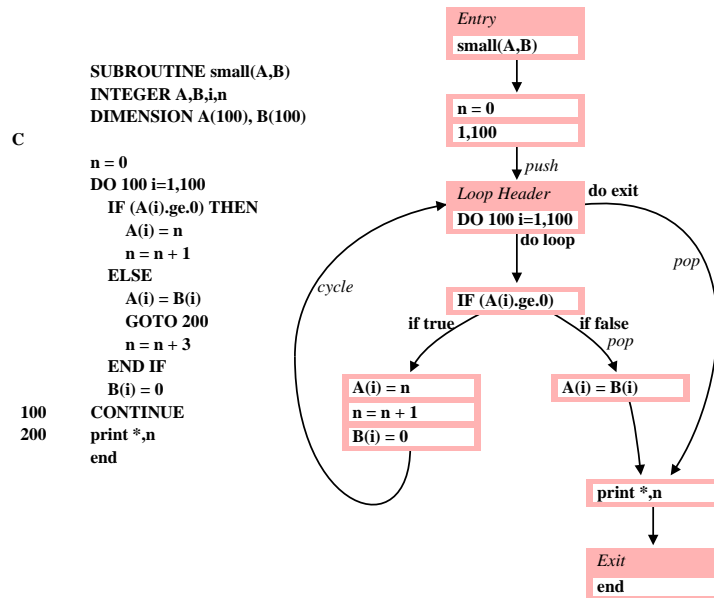 SUBROUTINE small(A,B)
INTEGER A,B,i,n
DIMENSION A(100), B(100)
C
n = 0
DO 100 i=1,100
IF (A(i).ge.0) THEN
A(i) = n
n = n + 1
ELSE
A(i) = B(i)
GOTO 200
n = n + 3
END IF
B(i) = 0
100 CONTINUE
200 print *,n
end
Entry
small(A,B)
n = 0
1,100
push
Loop Header
DO 100 i=1,100
do exit
do loop
pop
cycle
IF (A(i).ge.0)
if true
if false
pop
A(i) = n
n = n + 1
B(i) = 0
A(i) = B(i)
print *,n
Exit
end